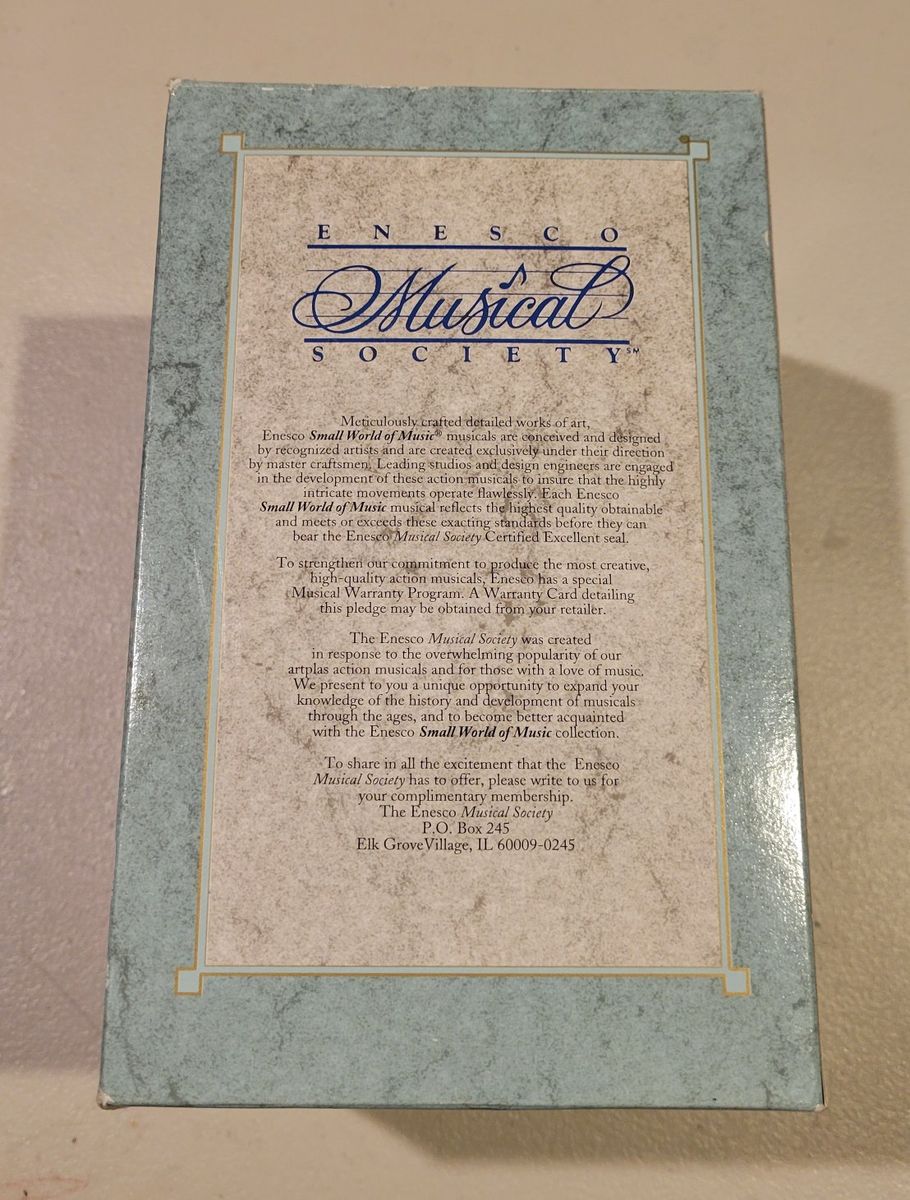 ENESCO
Musical
SOCIETY℠
Meticulously crafted detailed works of art,
Enesco Small World of Music® musicals are conceived and designed
by recognized artists and are created exclusively under their direction
by master craftsmen. Leading studios and design engineers are engaged
in the development of these action musicals to insure that the highly
intricate movements operate flawlessly. Each Enesco
Small World of Music musical reflects the highest quality obtainable
and meets or exceeds these exacting standards before they can
bear the Enesco Musical Society Certified Excellent seal.
To strengthen our commitment to produce the most creative,
high-quality action musicals, Enesco has a special
Musical Warranty Program. A Warranty Card detailing
this pledge may be obtained from your retailer.
The Enesco Musical Society was created
in response to the overwhelming popularity of our
artplas action musicals and for those with a love of music.
We present to you a unique opportunity to expand your
knowledge of the history and development of musicals
through the ages, and to become better acquainted
with the Enesco Small World of Music collection.
To share in all the excitement that the Enesco
Musical Society has to offer, please write to us for
your complimentary membership.
The Enesco Musical Society
P.O. Box 245
Elk Grove Village, IL 60009-0245